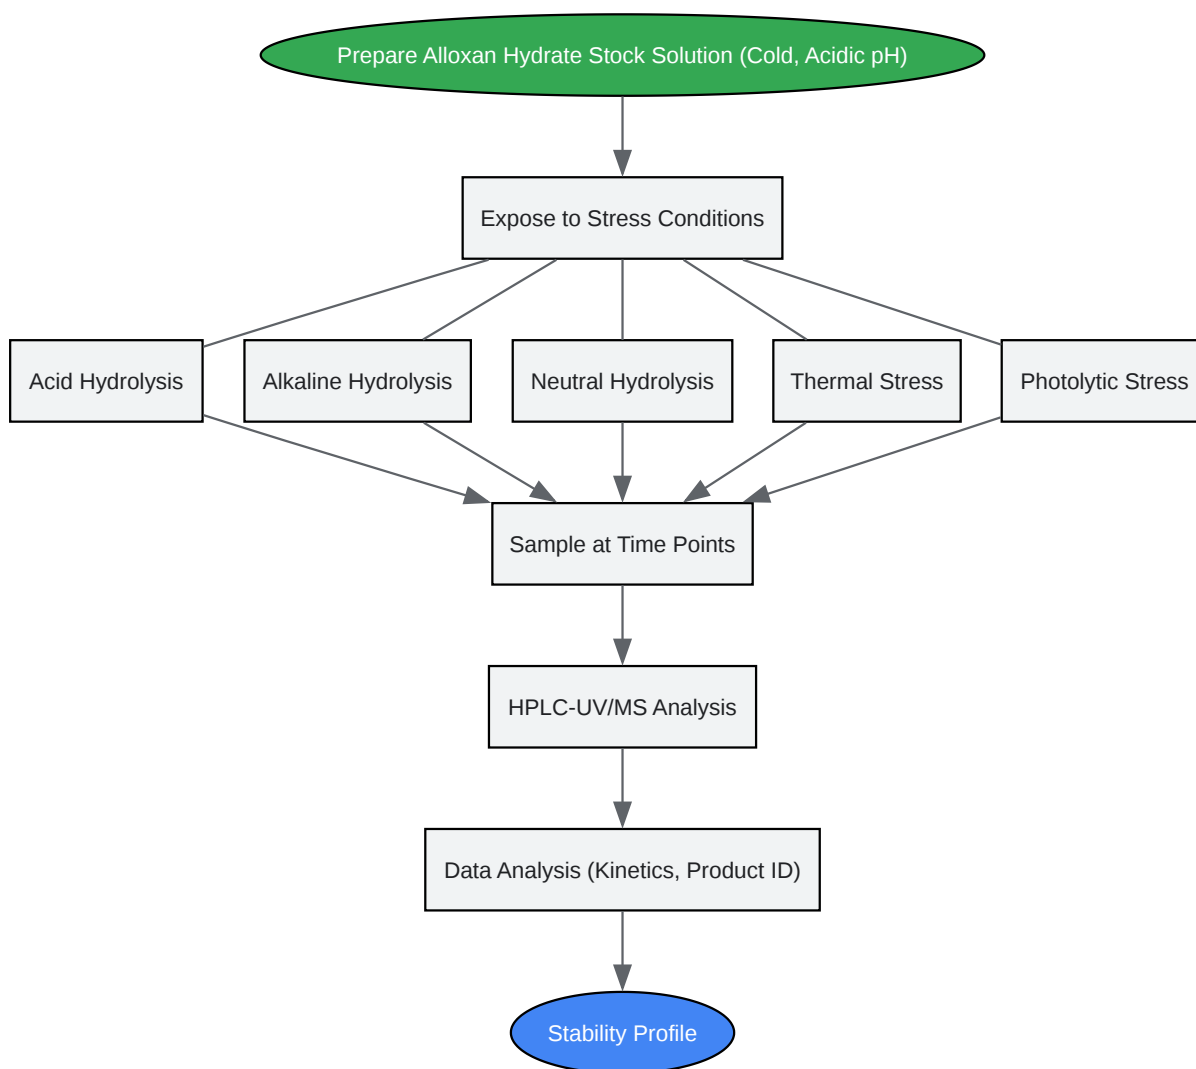 Prepare Alloxan Hydrate Stock Solution (Cold, Acidic pH)
Expose to Stress Conditions
Acid Hydrolysis
Alkaline Hydrolysis
Neutral Hydrolysis
Thermal Stress
Photolytic Stress
Sample at Time Points
HPLC-UV/MS Analysis
Data Analysis (Kinetics, Product ID)
Stability Profile